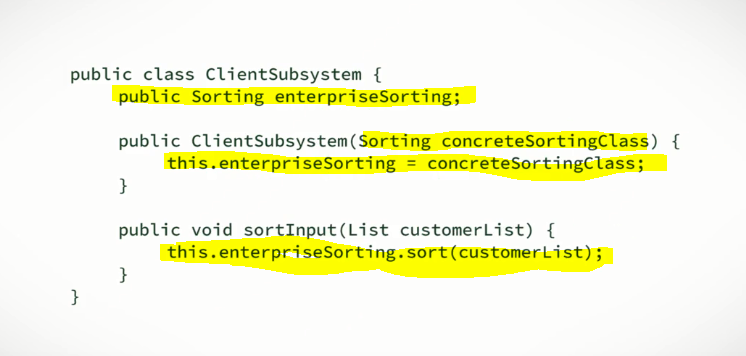 public class ClientSubsystem {
public Sorting enterpriseSorting;
public ClientSubsystem(Sorting concreteSortingClass) {
this.enterpriseSorting = concreteSortingClass;
}
public void sortInput(List customerList) {
this.enterpriseSorting.sort(customerList);
}
}